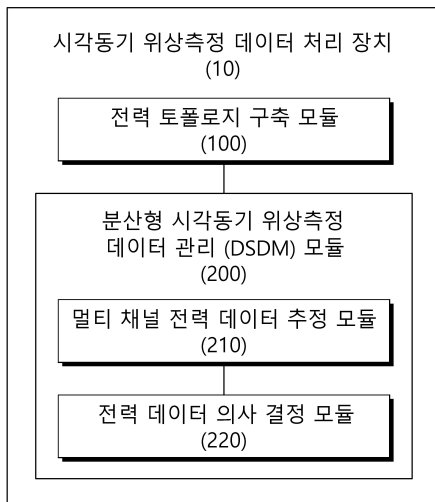 시각동기 위상측정 데이터 처리 장치
(10)
전력 토폴로지 구축 모듈
(100)
분산형 시각동기 위상측정
데이터 관리 (DSDM) 모듈
(200)
멀티 채널 전력 데이터 추정 모듈
(210)
전력 데이터 의사 결정 모듈
(220)